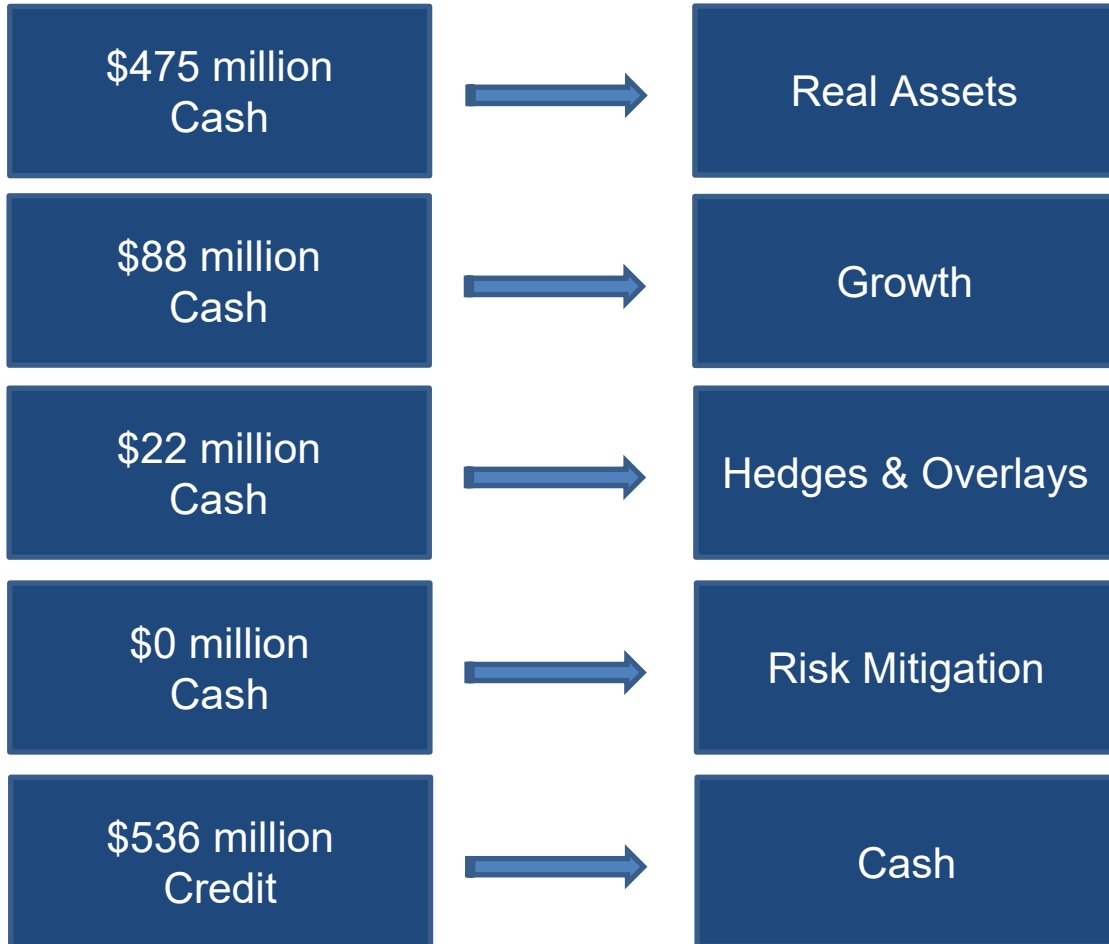 $475 million
Cash
Real Assets
$88 million
Cash
Growth
$22 million
Cash
Hedges & Overlays
$0 million
Cash
Risk Mitigation
$536 million
Credit
Cash